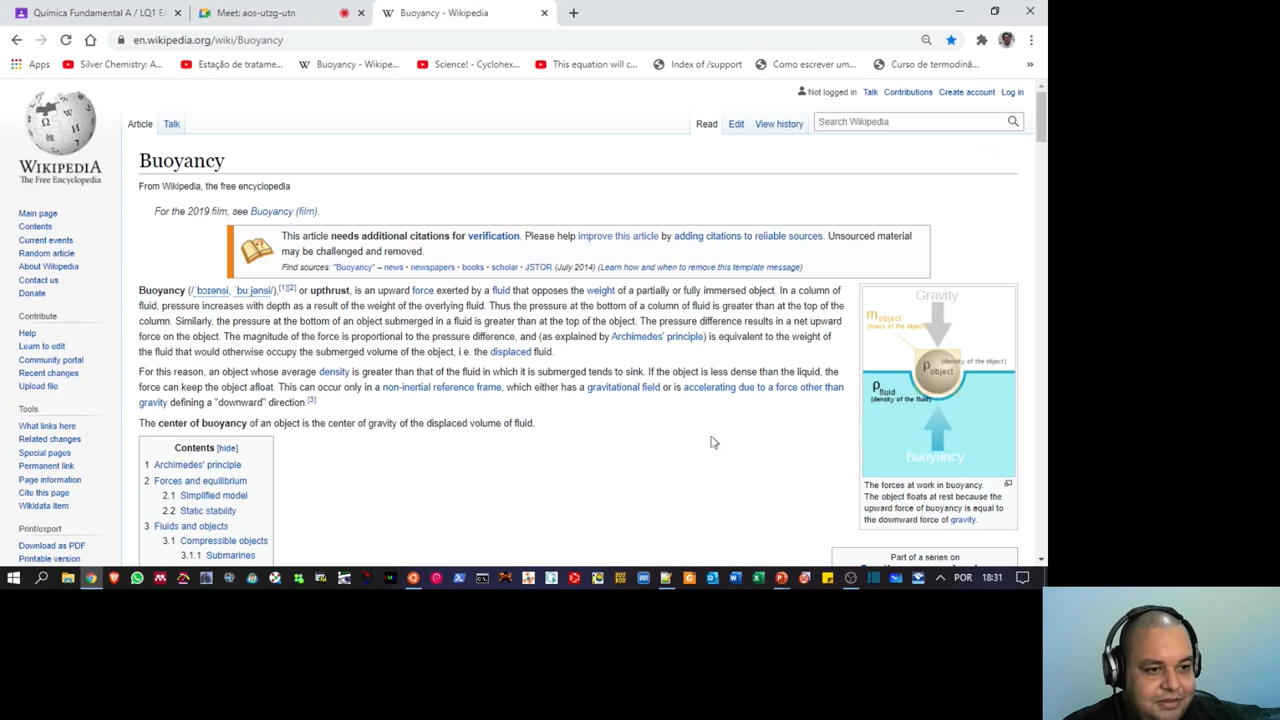 Química Fundamental A / LQ1 EA
Meet: aos-utzg-utn
Buoyancy - Wikipedia
en.wikipedia.org/wiki/Buoyancy
Apps
Silver Chemistry: A...
Estação de tratame...
Buoyancy - Wikipe...
Science! - Cyclohex...
This equation will c...
Index of /support
Como escrever um...
Curso de termodinâ...
Not logged in Talk Contributions Create account Log in
Article Talk
Read Edit View history
Search Wikipedia
WIKIPEDIA
The Free Encyclopedia
Main page
Contents
Current events
Random article
About Wikipedia
Contact us
Donate
Contribute
Help
Learn to edit
Community portal
Recent changes
Upload file
Tools
What links here
Related changes
Special pages
Permanent link
Page information
Cite this page
Wikidata item
Print/export
Download as PDF
Printable version
Buoyancy
From Wikipedia, the free encyclopedia
For the 2019 film, see Buoyancy (film).
This article needs additional citations for verification. Please help improve this article by adding citations to reliable sources. Unsourced material
may be challenged and removed.
Find sources: "Buoyancy" – news · newspapers · books · scholar · JSTOR (July 2014) (Learn how and when to remove this template message)
Buoyancy (/ˈbɔɪənsi, ˈbuːjənsi/),[1][2] or upthrust, is an upward force exerted by a fluid that opposes the weight of a partially or fully immersed object. In a column of
fluid, pressure increases with depth as a result of the weight of the overlying fluid. Thus the pressure at the bottom of a column of fluid is greater than at the top of the
column. Similarly, the pressure at the bottom of an object submerged in a fluid is greater than at the top of the object. The pressure difference results in a net upward
force on the object. The magnitude of the force is proportional to the pressure difference, and (as explained by Archimedes' principle) is equivalent to the weight of
the fluid that would otherwise occupy the submerged volume of the object, i.e. the displaced fluid.
For this reason, an object whose average density is greater than that of the fluid in which it is submerged tends to sink. If the object is less dense than the liquid, the
force can keep the object afloat. This can occur only in a non-inertial reference frame, which either has a gravitational field or is accelerating due to a force other than
gravity defining a "downward" direction.[3]
The center of buoyancy of an object is the center of gravity of the displaced volume of fluid.
Contents [hide]
1 Archimedes' principle
2 Forces and equilibrium
2.1 Simplified model
2.2 Static stability
3 Fluids and objects
3.1 Compressible objects
3.1.1 Submarines
Gravity
m object
(mass of the object)
ρ object
(density of the object)
ρ fluid
(density of the fluid)
Buoyancy
The forces at work in buoyancy.
The object floats at rest because the
upward force of buoyancy is equal to
the downward force of gravity.
Part of a series on
POR 18:31